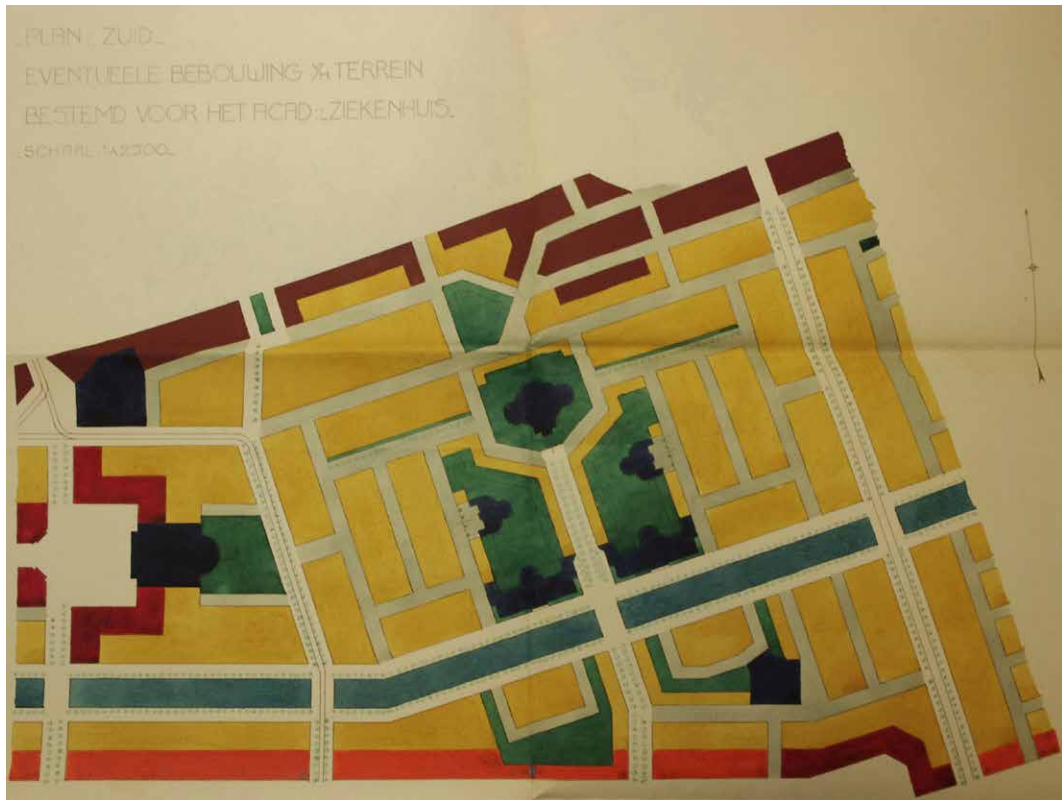 PLAN: ZUID
EVENTUEELE BEBOUWING V/H TERREIN
BESTEMD VOOR HET ACAD: ZIEKENHUIS.
SCHAAL 1:2500